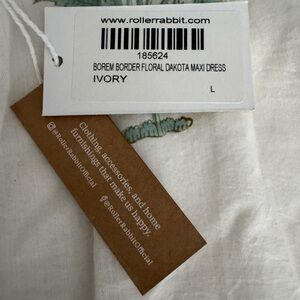 www.rollerrabbit.com
185624
BOREM BORDER FLORAL DAKOTA MAXI DRESS
IVORY
L
Clothing, accessories, and home
furnishings that make us happy.
@RollerRabbitOfficial
@RollerRabbitOfficial